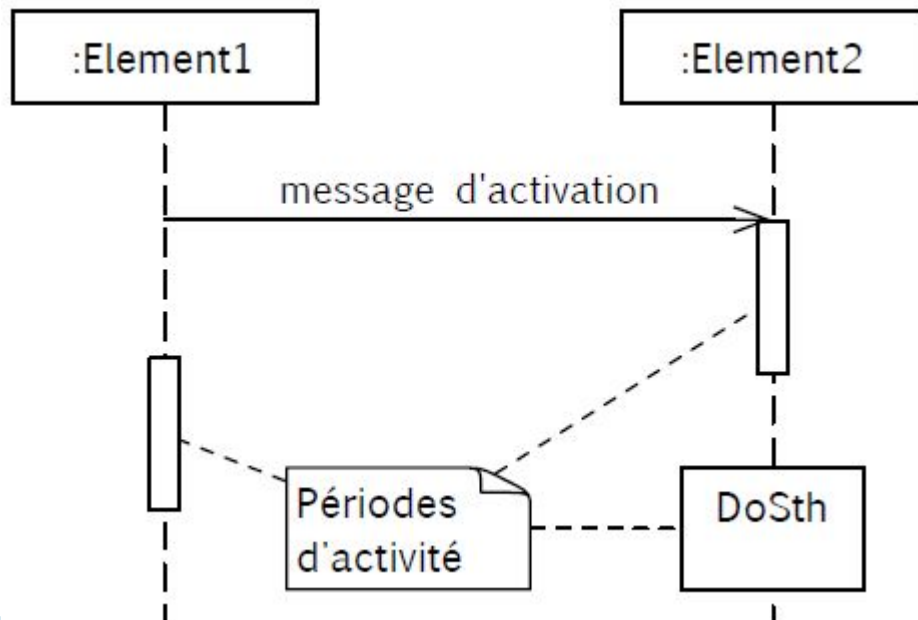 :Element1
:Element2
message d'activation
Périodes
d'activité
DoSth